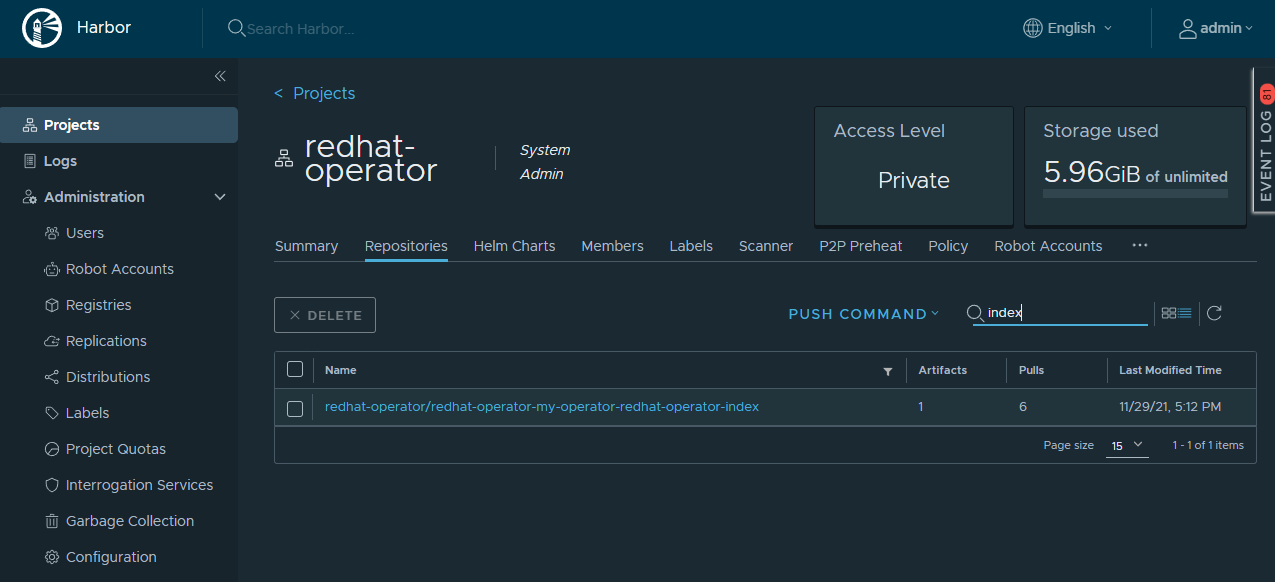 Harbor
Search Harbor...
English
admin
Projects
Logs
Administration
Users
Robot Accounts
Registries
Replications
Distributions
Labels
Project Quotas
Interrogation Services
Garbage Collection
Configuration
< Projects
redhat-
operator
System
Admin
Access Level
Private
Storage used
5.96GiB of unlimited
EVENT LOG 81
Summary Repositories Helm Charts Members Labels Scanner P2P Preheat Policy Robot Accounts ...
DELETE
PUSH COMMAND
index
Name Artifacts Pulls Last Modified Time
redhat-operator/redhat-operator-my-operator-redhat-operator-index 1 6 11/29/21, 5:12 PM
Page size 15 1 - 1 of 1 items